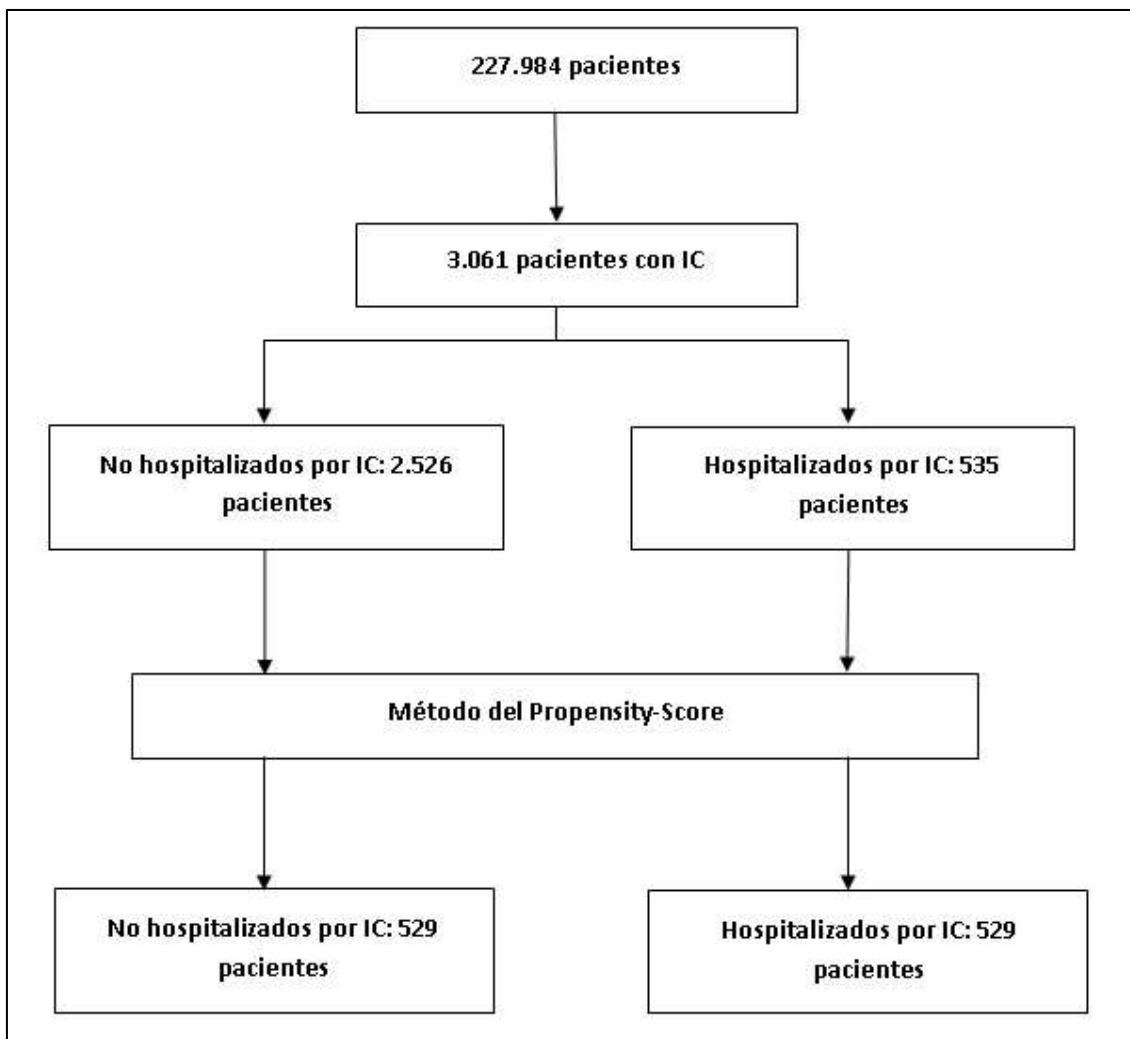 227.984 pacientes
3.061 pacientes con IC
No hospitalizados por IC: 2.526
pacientes
Hospitalizados por IC: 535
pacientes
Método del Propensity-Score
No hospitalizados por IC: 529
pacientes
Hospitalizados por IC: 529
pacientes